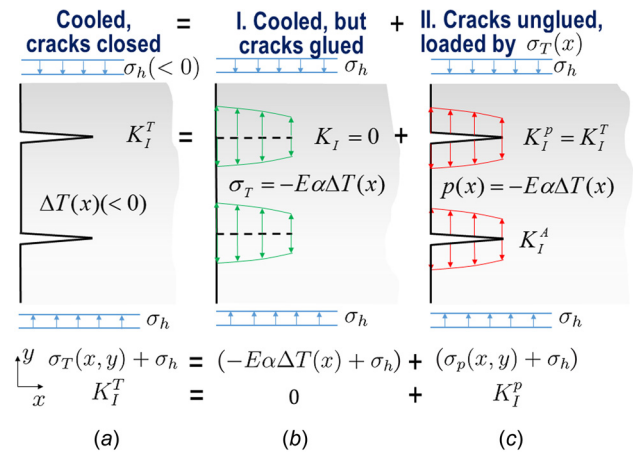 Cooled, = I. Cooled, but + II. Cracks unglued,
cracks closed cracks glued loaded by σ_T(x)
σ_h(<0) σ_h σ_h
K_I^T = K_I = 0 + K_I^p = K_I^T
ΔT(x)(<0) σ_T = −EαΔT(x) p(x) = −EαΔT(x)
K_I^A
σ_h σ_h σ_h
y σ_T(x, y) + σ_h = (−EαΔT(x) + σ_h) + (σ_p(x, y) + σ_h)
x K_I^T = 0 + K_I^p
(a) (b) (c)